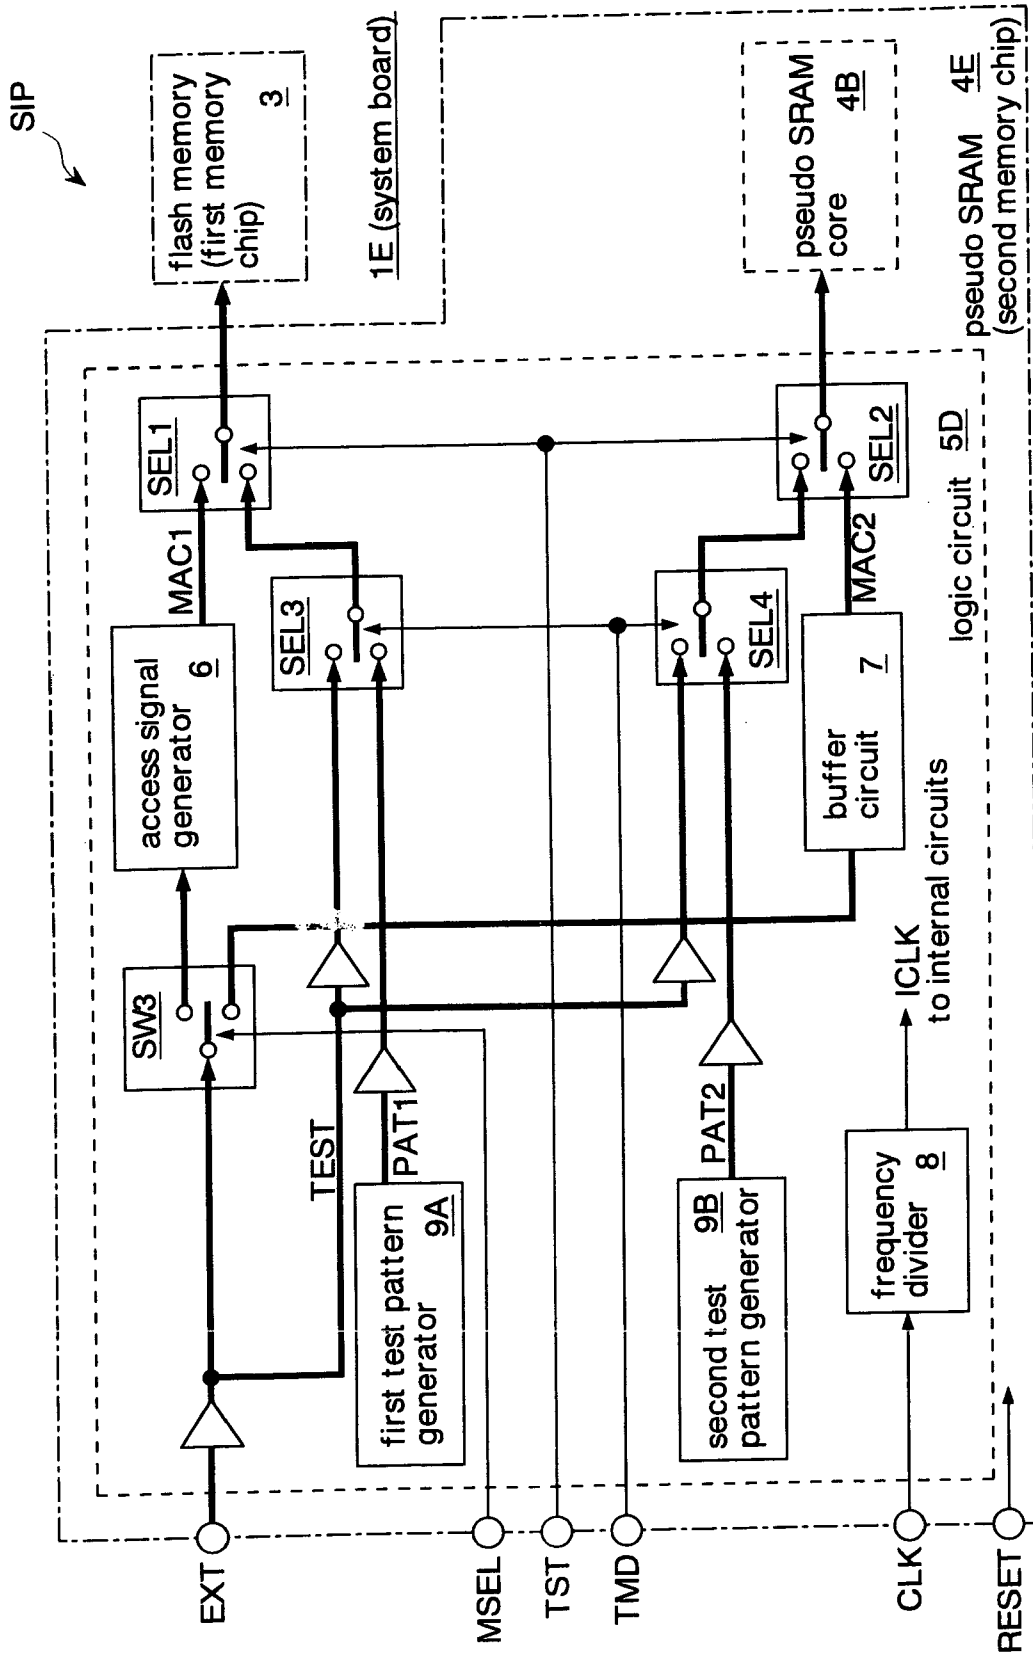 SIP
flash memory
(first memory
chip)
3
1E (system board)
SEL1
MAC1
access signal
generator
6
SW3
EXT
SEL3
TEST
PAT1
first test pattern
generator
9A
MSEL
TST
TMD
pseudo SRAM
core
4B
pseudo SRAM
4E
(second memory chip)
SEL2
MAC2
SEL4
buffer
circuit
7
logic circuit
5D
PAT2
second test
pattern generator
9B
ICLK
to internal circuits
frequency
divider
8
CLK
RESET